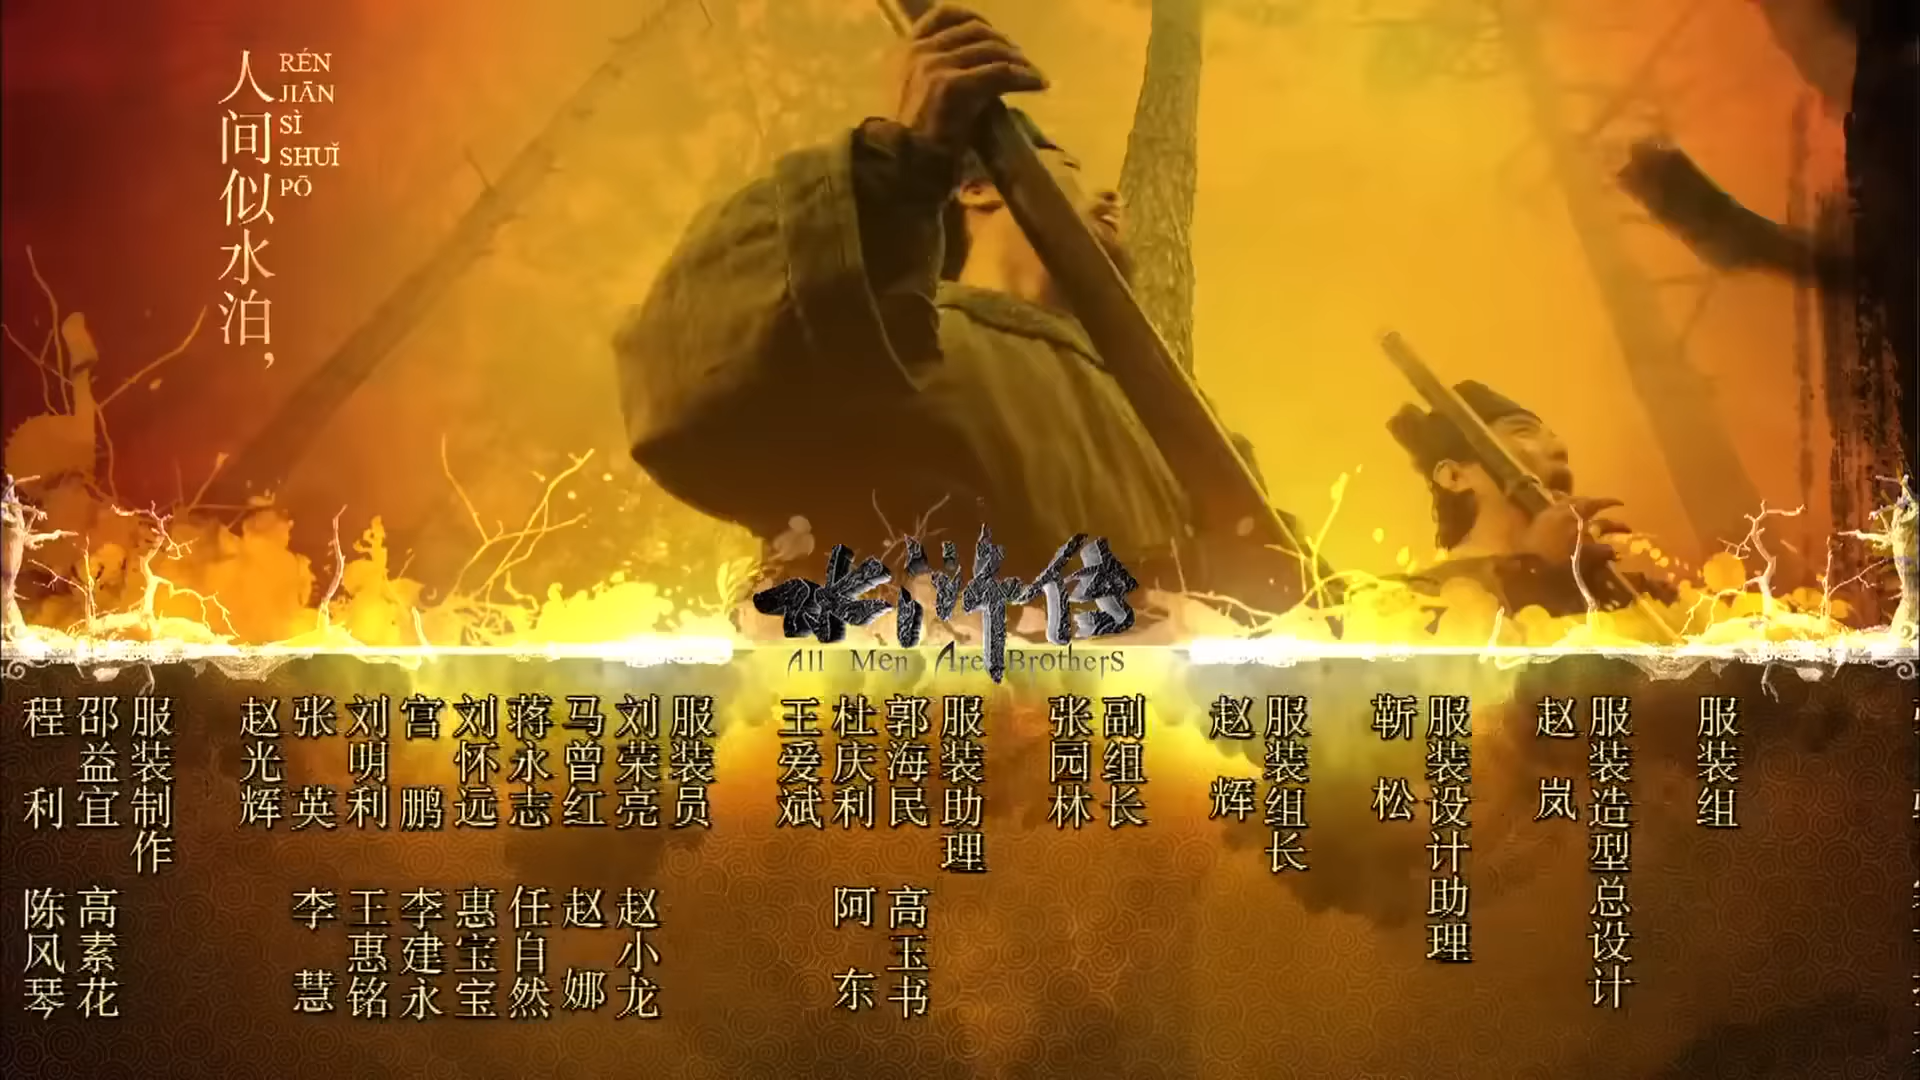 人间似水泊，
RÉN
JIĀN
SÌ
SHUǏ
PŌ
水浒传
All Men Are Brothers
服装组
服装造型总设计
赵岚
服装设计助理
靳松
服装组长
赵辉
副组长
张园林
服装助理
郭海民 高玉书
杜庆利 阿东
王爱斌
服装员
刘荣亮 赵小龙
马曾红 赵娜
蒋永志 任自然
刘怀远 惠宝宝
宫鹏 李建永
刘明利 王惠铭
张英 李慧
赵光辉
服装制作
邵益宜 高素花
程利 陈风琴